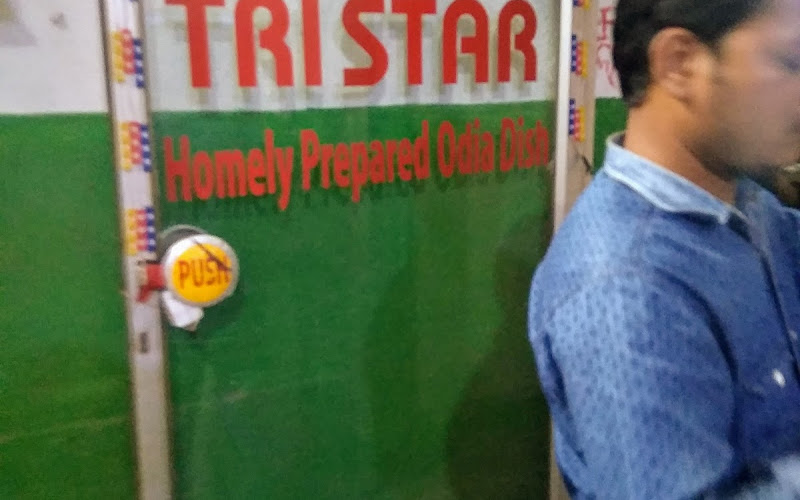 TRISTAR
Homely Prepared Odia Dish
PUSH